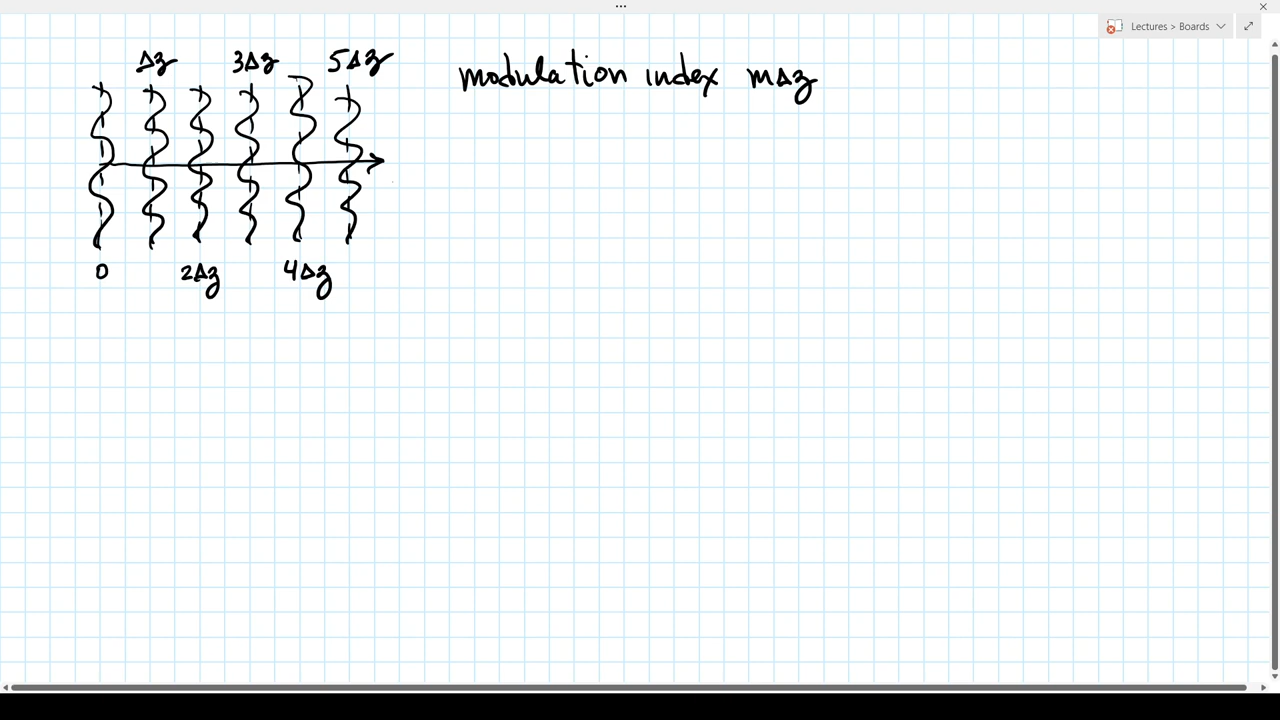 Lectures > Boards
Δz 3Δz 5Δz
modulation index mΔz
0 2Δz 4Δz